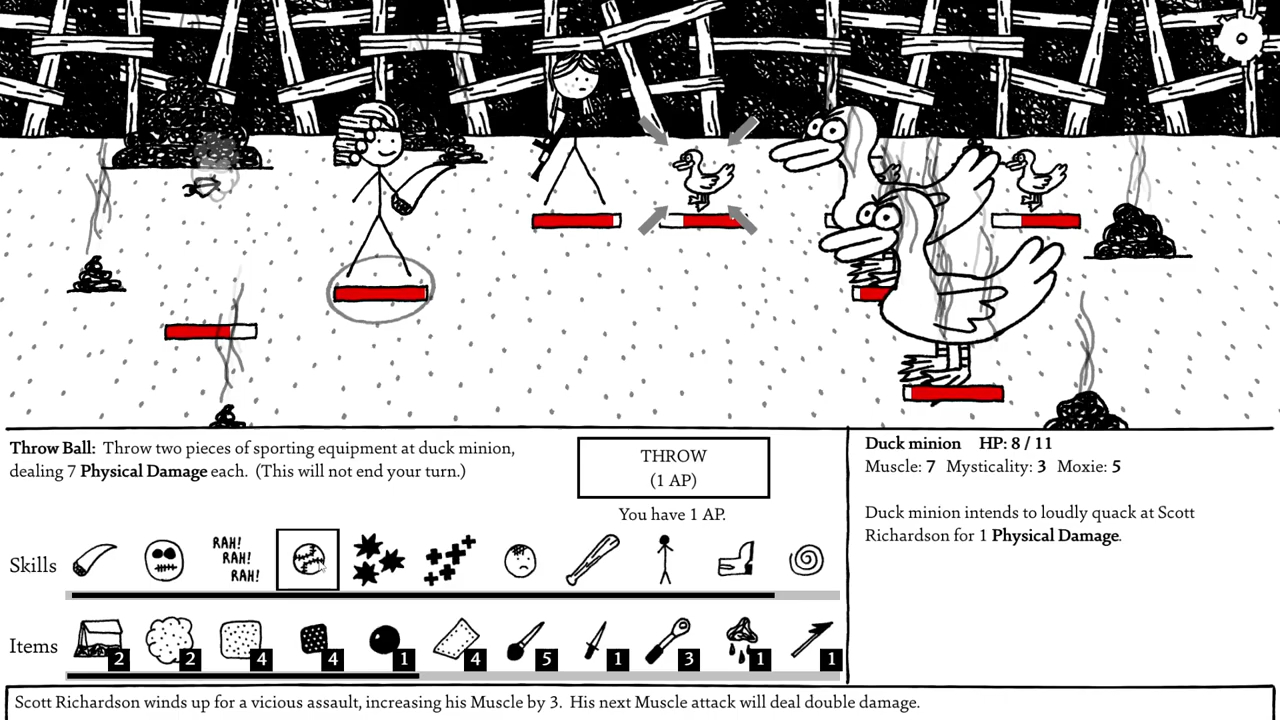 Throw Ball: Throw two pieces of sporting equipment at duck minion,
dealing 7 Physical Damage each. (This will not end your turn.)
THROW
(1 AP)
You have 1 AP.
Duck minion HP: 8 / 11
Muscle: 7 Mysticality: 3 Moxie: 5
Duck minion intends to loudly quack at Scott
Richardson for 1 Physical Damage.
Skills
RAH!
RAH!
RAH!
Items
2 2 4 4 1 4 5 1 3 1 1
Scott Richardson winds up for a vicious assault, increasing his Muscle by 3. His next Muscle attack will deal double damage.